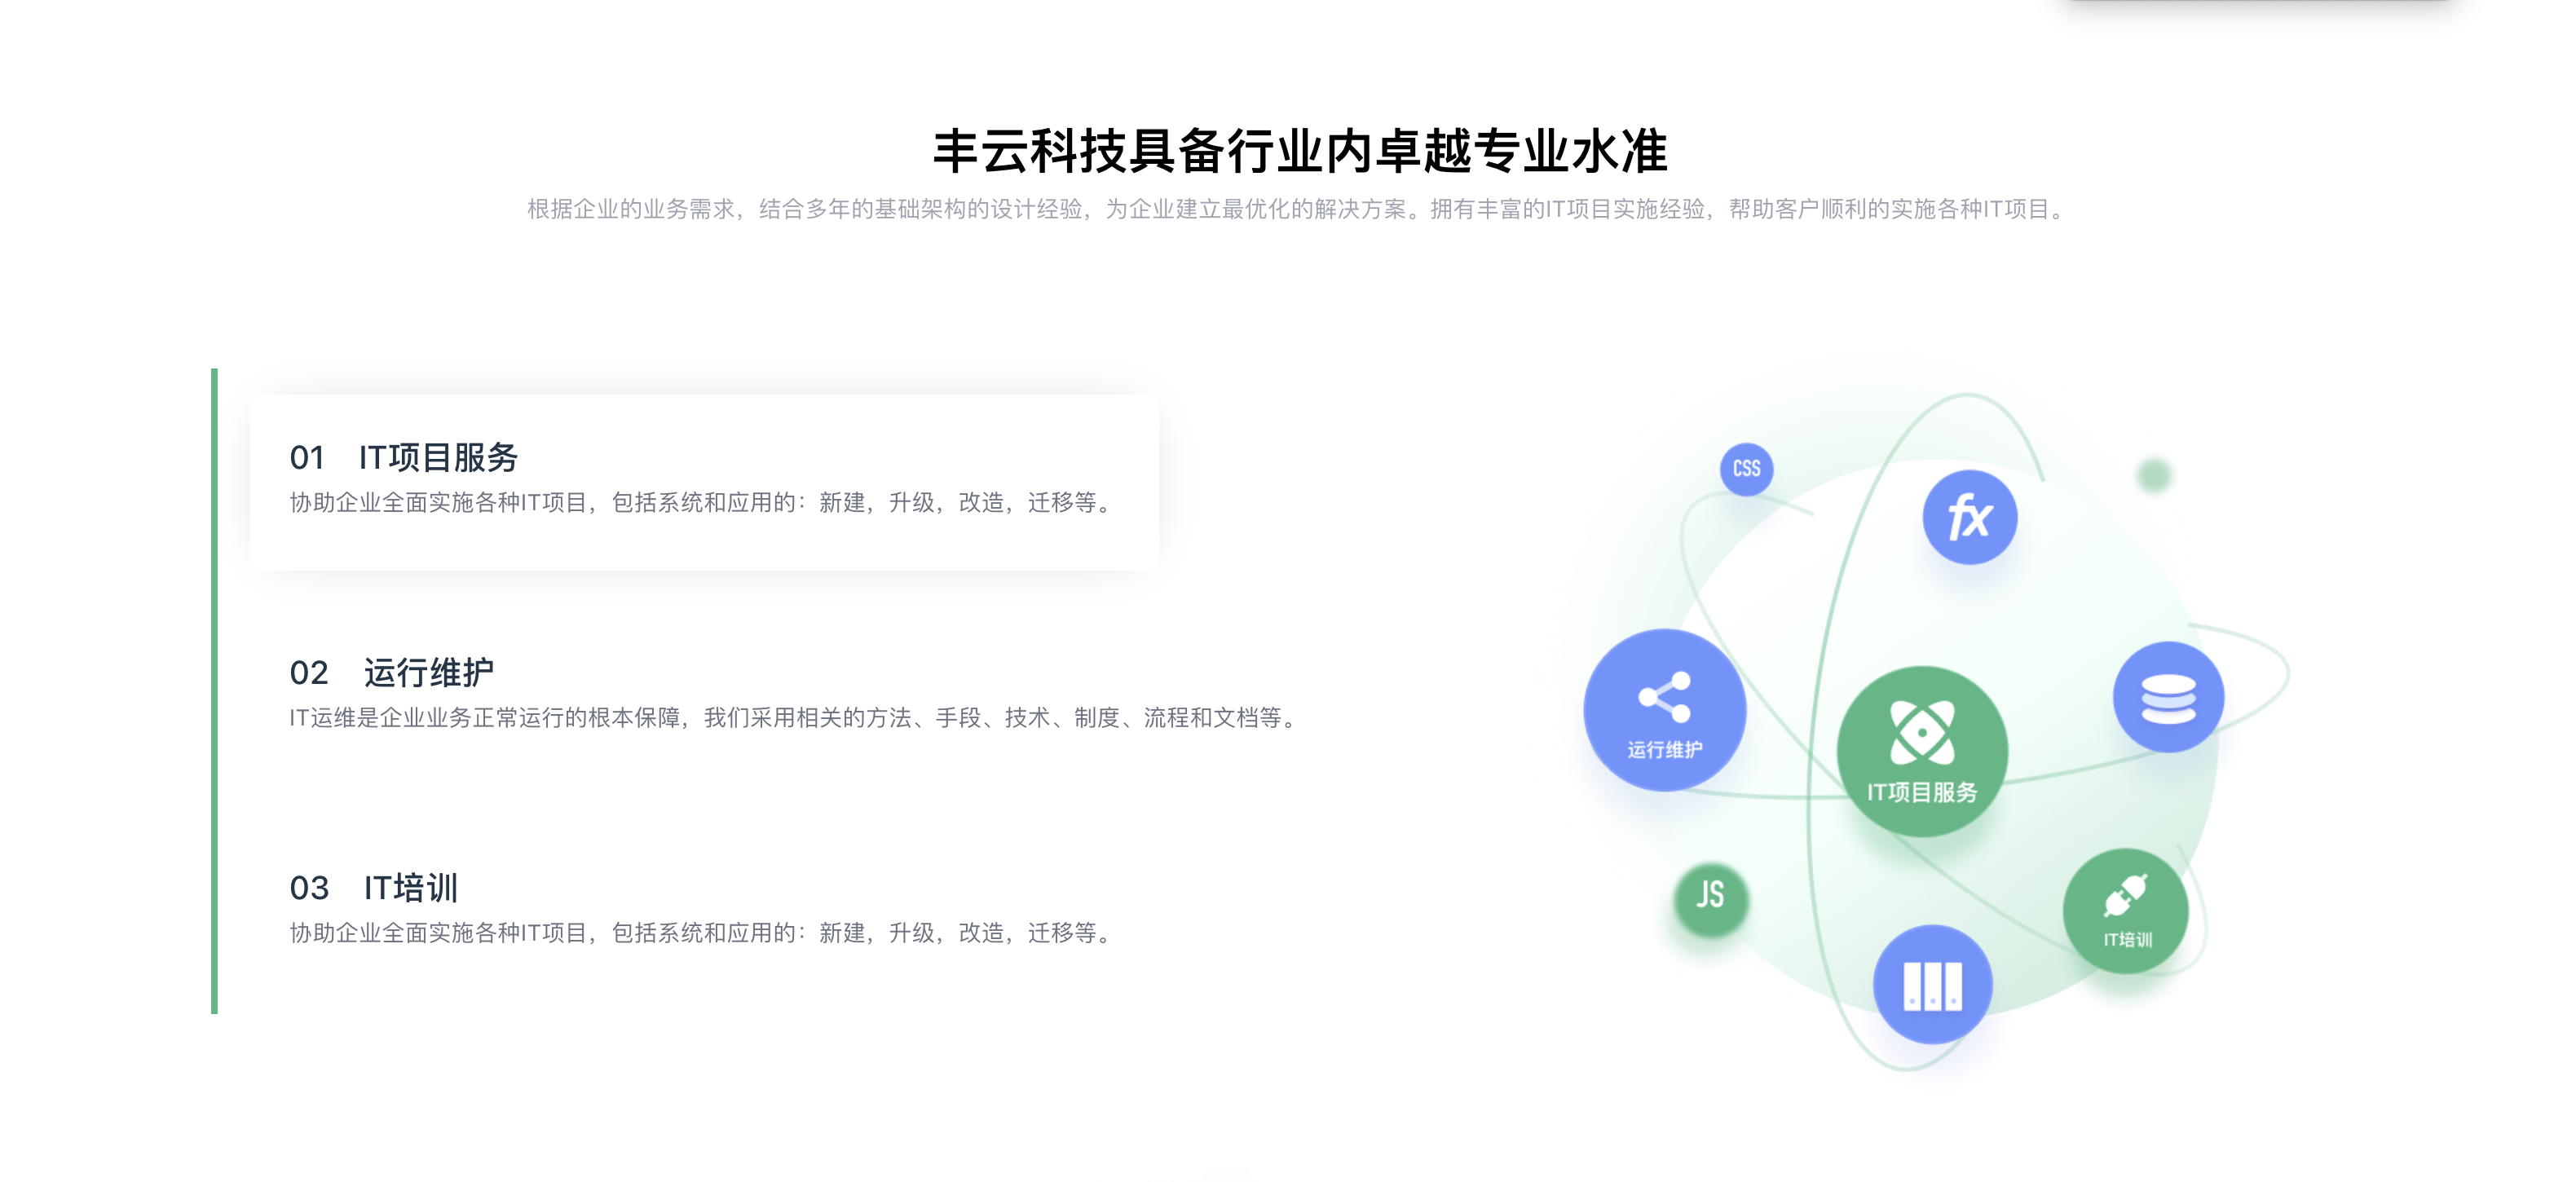 丰云科技具备行业内卓越专业水准
根据企业的业务需求，结合多年的基础架构的设计经验，为企业建立最优化的解决方案。拥有丰富的IT项目实施经验，帮助客户顺利的实施各种IT项目。
01 IT项目服务
协助企业全面实施各种IT项目，包括系统和应用的：新建，升级，改造，迁移等。
02 运行维护
IT运维是企业业务正常运行的根本保障，我们采用相关的方法、手段、技术、制度、流程和文档等。
03 IT培训
协助企业全面实施各种IT项目，包括系统和应用的：新建，升级，改造，迁移等。
CSS
fx
运行维护
IT项目服务
JS
IT培训